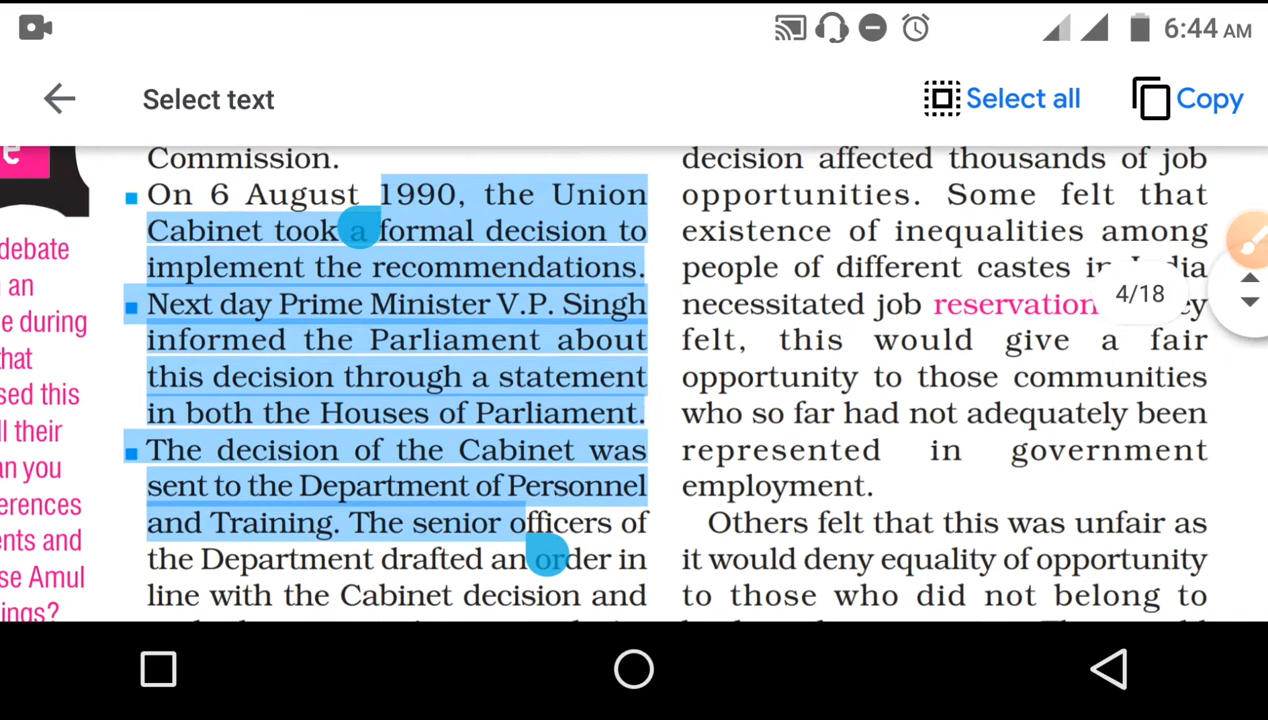 6:44 AM
Select text
Select all
Copy
debate
an
e during
that
sed this
ll their
an you
erences
ents and
se Amul
ings?
Commission.
On 6 August 1990, the Union
Cabinet took a formal decision to
implement the recommendations.
Next day Prime Minister V.P. Singh
informed the Parliament about
this decision through a statement
in both the Houses of Parliament.
The decision of the Cabinet was
sent to the Department of Personnel
and Training. The senior officers of
the Department drafted an order in
line with the Cabinet decision and
decision affected thousands of job
opportunities. Some felt that
existence of inequalities among
people of different castes in India
necessitated job reservation ey
felt, this would give a fair
opportunity to those communities
who so far had not adequately been
represented in government
employment.
Others felt that this was unfair as
it would deny equality of opportunity
to those who did not belong to
4/18